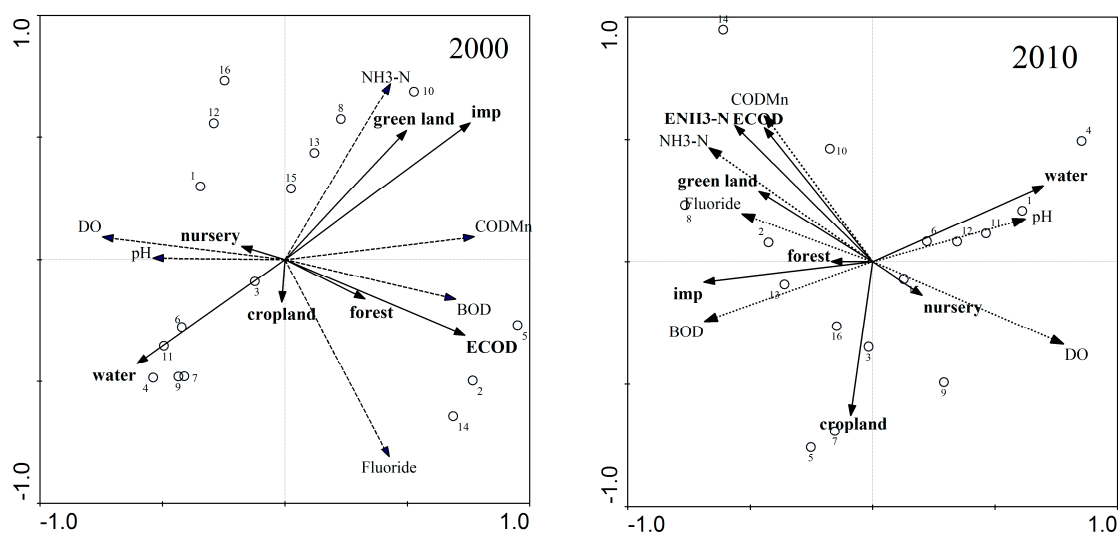 1.0
2000
16
NH3-N
10
imp
12
8
green land
13
1
15
DO
nursery
CODMn
pH
3
cropland
forest
BOD
6
5
ECOD
11
water
4
9
7
2
14
Fluoride
-1.0
-1.0
1.0
1.0
14
2010
CODMn
ENII3-N ECOD
NH3-N
10
4
green land
water
8
Fluoride
1
pH
2
6
12
11
forest
imp
13
nursery
BOD
16
3
DO
9
cropland
7
5
-1.0
-1.0
1.0